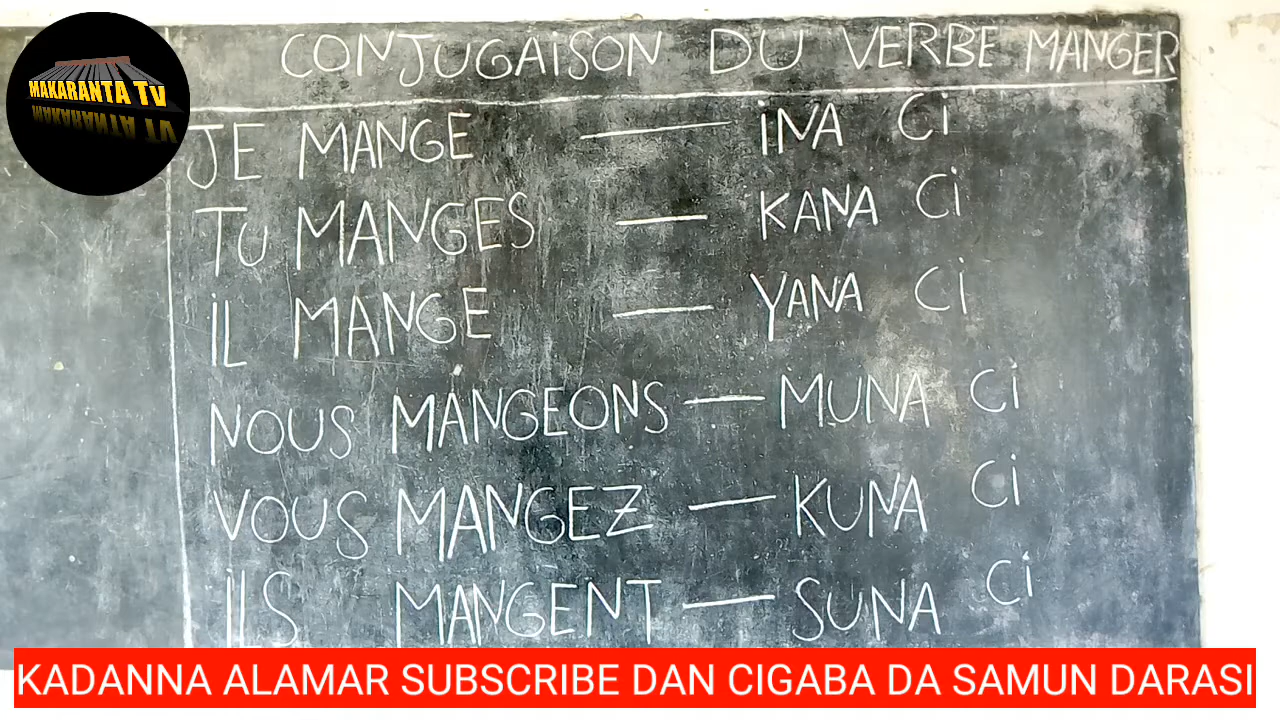 MAKARANTA TV
CONJUGAiSON DU VERBE MANGER
JE MANGE — iNA Ci
TU MANGES — KANA Ci
iL MANGE — YANA Ci
NOUS MANGEONS — MUNA Ci
VOUS MANGEZ — KUNA Ci
iLS MANGENT — SUNA Ci
KADANNA ALAMAR SUBSCRIBE DAN CIGABA DA SAMUN DARASI